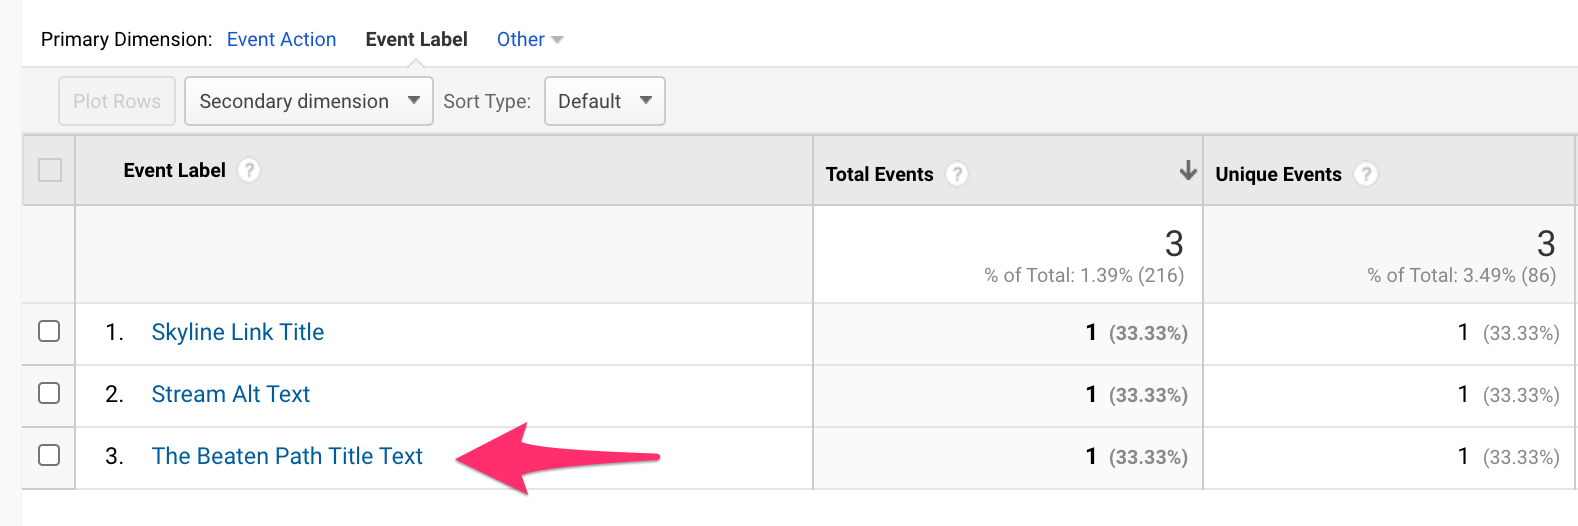 Primary Dimension: Event Action Event Label Other
Plot Rows Secondary dimension Sort Type: Default
Event Label ? Total Events ? Unique Events ?
3 3
% of Total: 1.39% (216) % of Total: 3.49% (86)
1. Skyline Link Title 1 (33.33%) 1 (33.33%)
2. Stream Alt Text 1 (33.33%) 1 (33.33%)
3. The Beaten Path Title Text 1 (33.33%) 1 (33.33%)